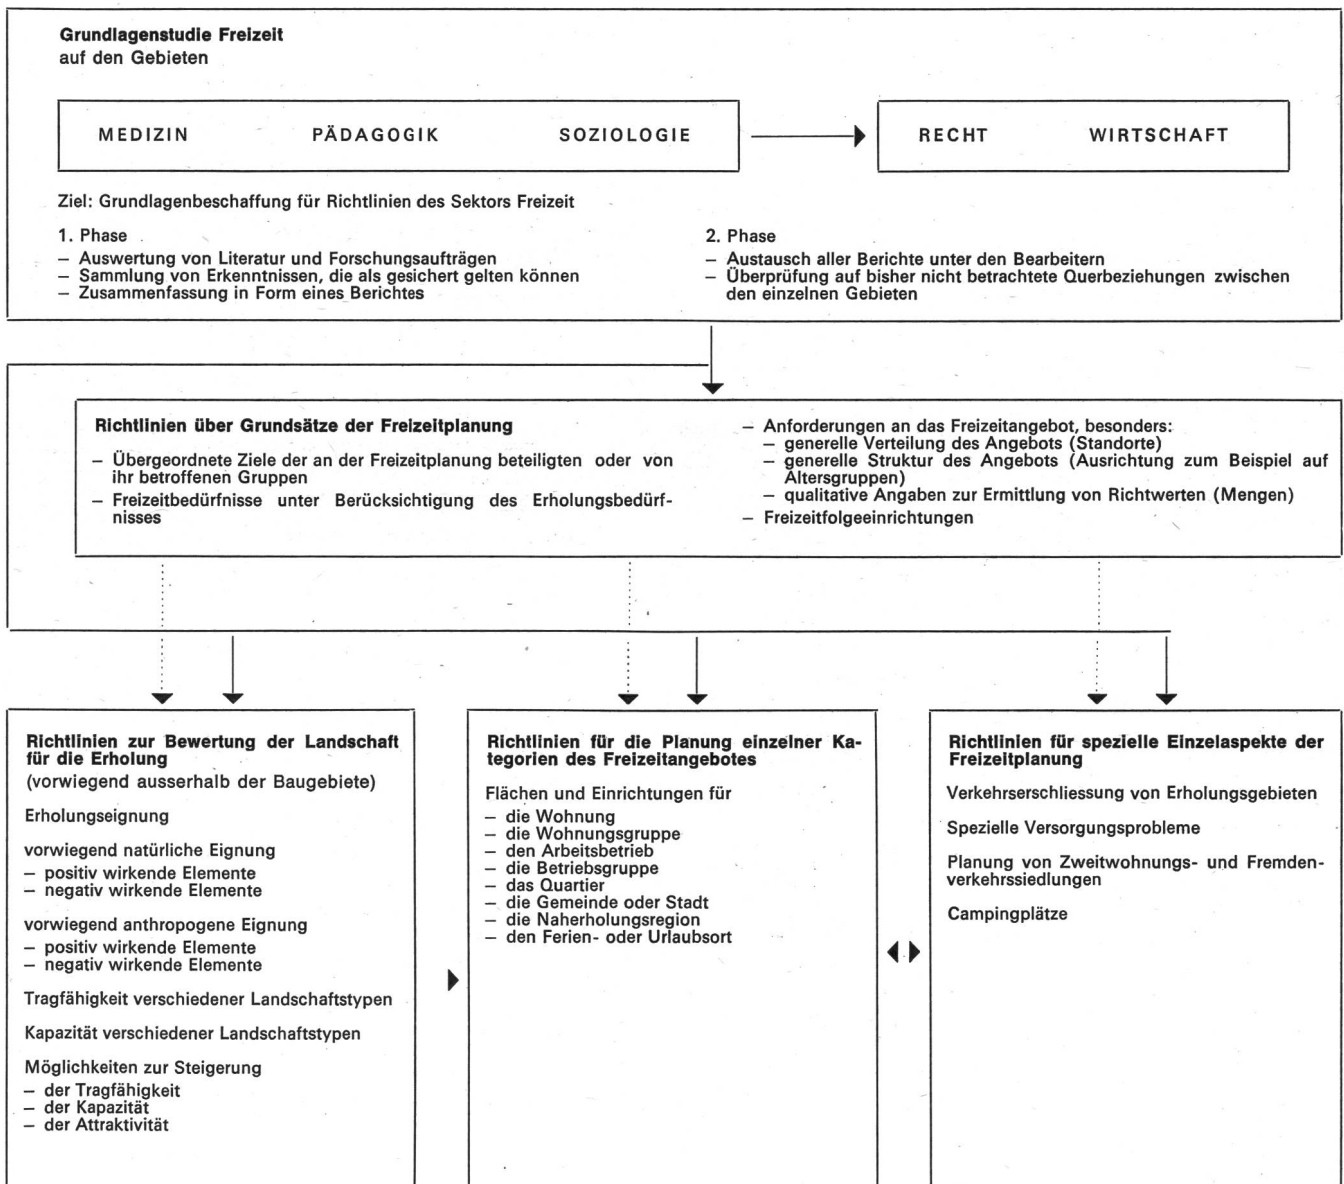 Grundlagenstudie Freizeit
auf den Gebieten
MEDIZIN PÄDAGOGIK SOZIOLOGIE
RECHT WIRTSCHAFT
Ziel: Grundlagenbeschaffung für Richtlinien des Sektors Freizeit
1. Phase
– Auswertung von Literatur und Forschungsaufträgen
– Sammlung von Erkenntnissen, die als gesichert gelten können
– Zusammenfassung in Form eines Berichtes
2. Phase
– Austausch aller Berichte unter den Bearbeitern
– Überprüfung auf bisher nicht betrachtete Querbeziehungen zwischen
den einzelnen Gebieten
Richtlinien über Grundsätze der Freizeitplanung
– Übergeordnete Ziele der an der Freizeitplanung beteiligten oder von
ihr betroffenen Gruppen
– Freizeitbedürfnisse unter Berücksichtigung des Erholungsbedürf-
nisses
– Anforderungen an das Freizeitangebot, besonders:
– generelle Verteilung des Angebots (Standorte)
– generelle Struktur des Angebots (Ausrichtung zum Beispiel auf
Altersgruppen)
– qualitative Angaben zur Ermittlung von Richtwerten (Mengen)
– Freizeitfolgeeinrichtungen
Richtlinien zur Bewertung der Landschaft
für die Erholung
(vorwiegend ausserhalb der Baugebiete)
Erholungseignung
vorwiegend natürliche Eignung
– positiv wirkende Elemente
– negativ wirkende Elemente
vorwiegend anthropogene Eignung
– positiv wirkende Elemente
– negativ wirkende Elemente
Tragfähigkeit verschiedener Landschaftstypen
Kapazität verschiedener Landschaftstypen
Möglichkeiten zur Steigerung
– der Tragfähigkeit
– der Kapazität
– der Attraktivität
Richtlinien für die Planung einzelner Ka-
tegorien des Freizeitangebotes
Flächen und Einrichtungen für
– die Wohnung
– die Wohnungsgruppe
– den Arbeitsbetrieb
– die Betriebsgruppe
– das Quartier
– die Gemeinde oder Stadt
– die Naherholungsregion
– den Ferien- oder Urlaubsort
Richtlinien für spezielle Einzelaspekte der
Freizeitplanung
Verkehrserschliessung von Erholungsgebieten
Spezielle Versorgungsprobleme
Planung von Zweitwohnungs- und Fremden-
verkehrssiedlungen
Campingplätze